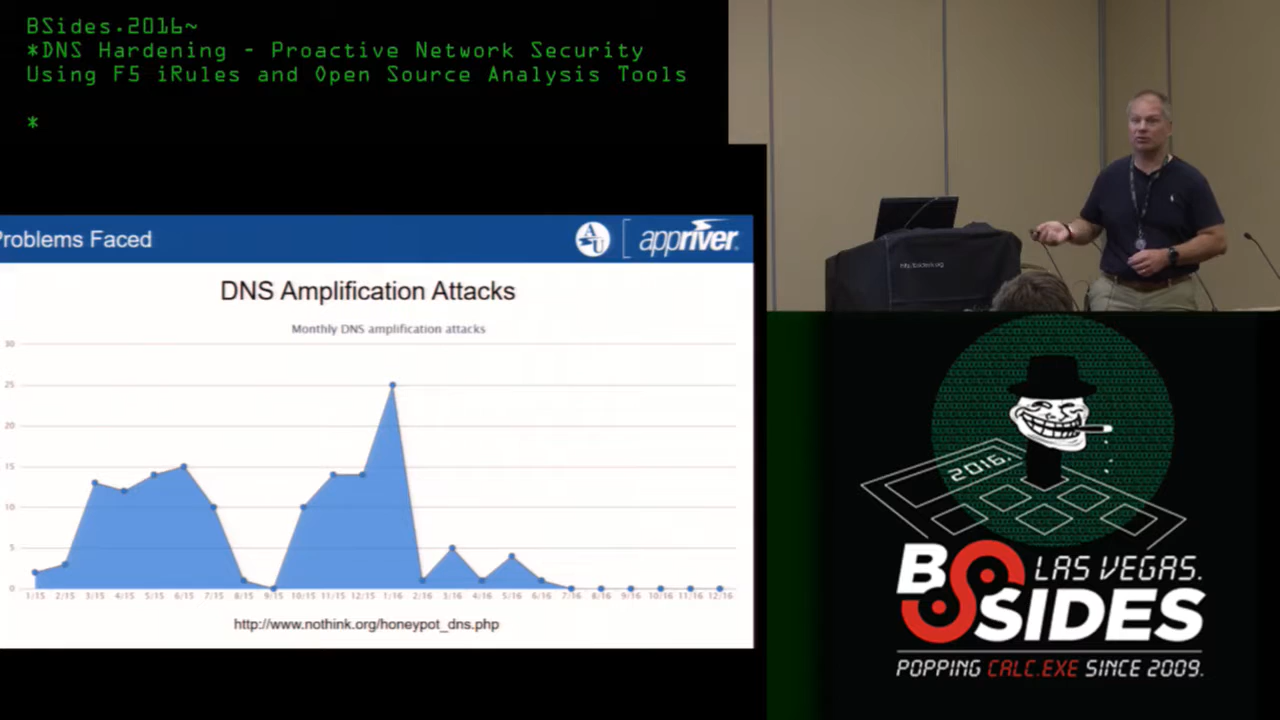 BSides.2016~
*DNS Hardening - Proactive Network Security
Using F5 iRules and Open Source Analysis Tools
*
Problems Faced
AU
appriver
DNS Amplification Attacks
Monthly DNS amplification attacks
30
25
20
15
10
5
0
1/15 2/15 3/15 4/15 5/15 6/15 7/15 8/15 9/15 10/15 11/15 12/15 1/16 2/16 3/16 4/16 5/16 6/16 7/16 8/16 9/16 10/16 11/16 12/16
http://www.nothink.org/honeypot_dns.php
2016.
BSIDES
LAS VEGAS.
POPPING CALC.EXE SINCE 2009.